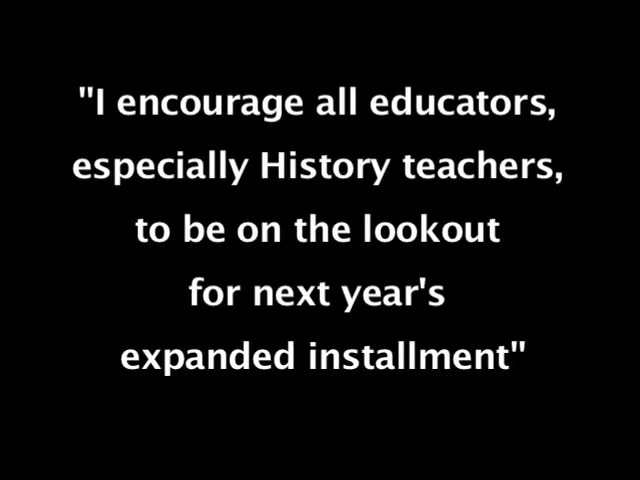 "I encourage all educators,
especially History teachers,
to be on the lookout
for next year's
expanded installment"